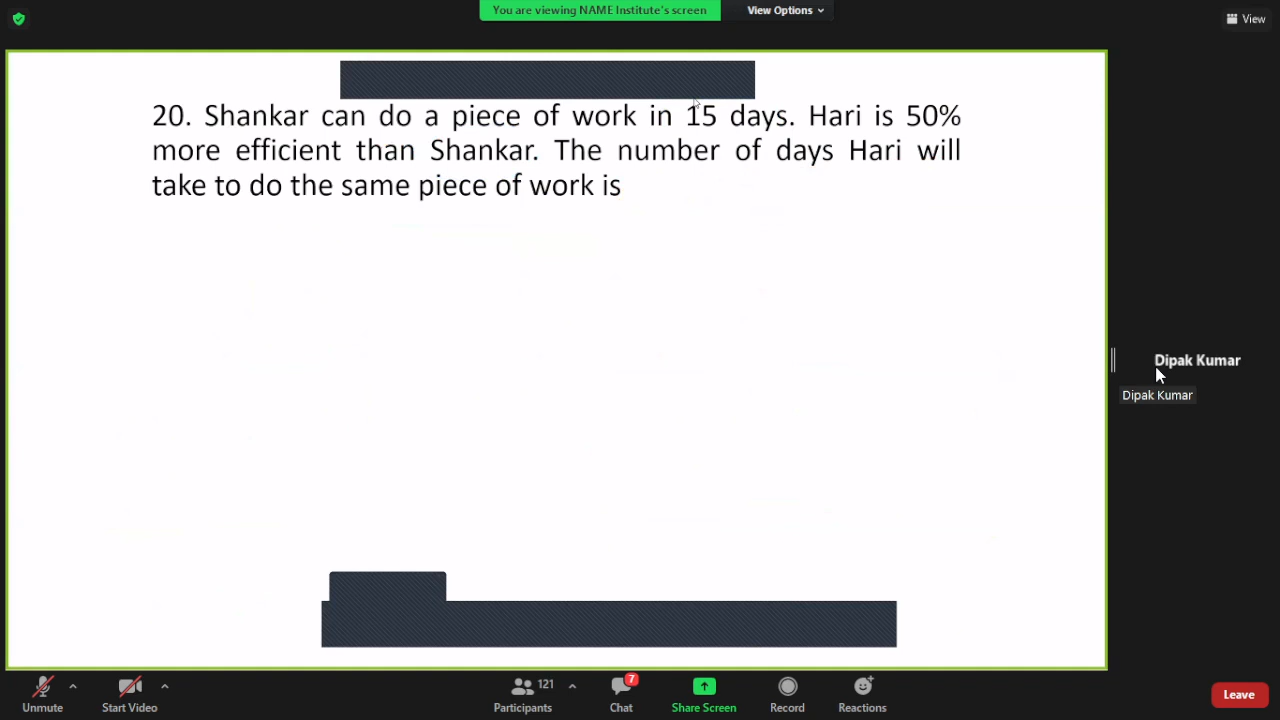 You are viewing NAME Institute's screen
View Options
View
20. Shankar can do a piece of work in 15 days. Hari is 50%
more efficient than Shankar. The number of days Hari will
take to do the same piece of work is
Dipak Kumar
Dipak Kumar
121
7
Unmute
Start Video
Participants
Chat
Share Screen
Record
Reactions
Leave